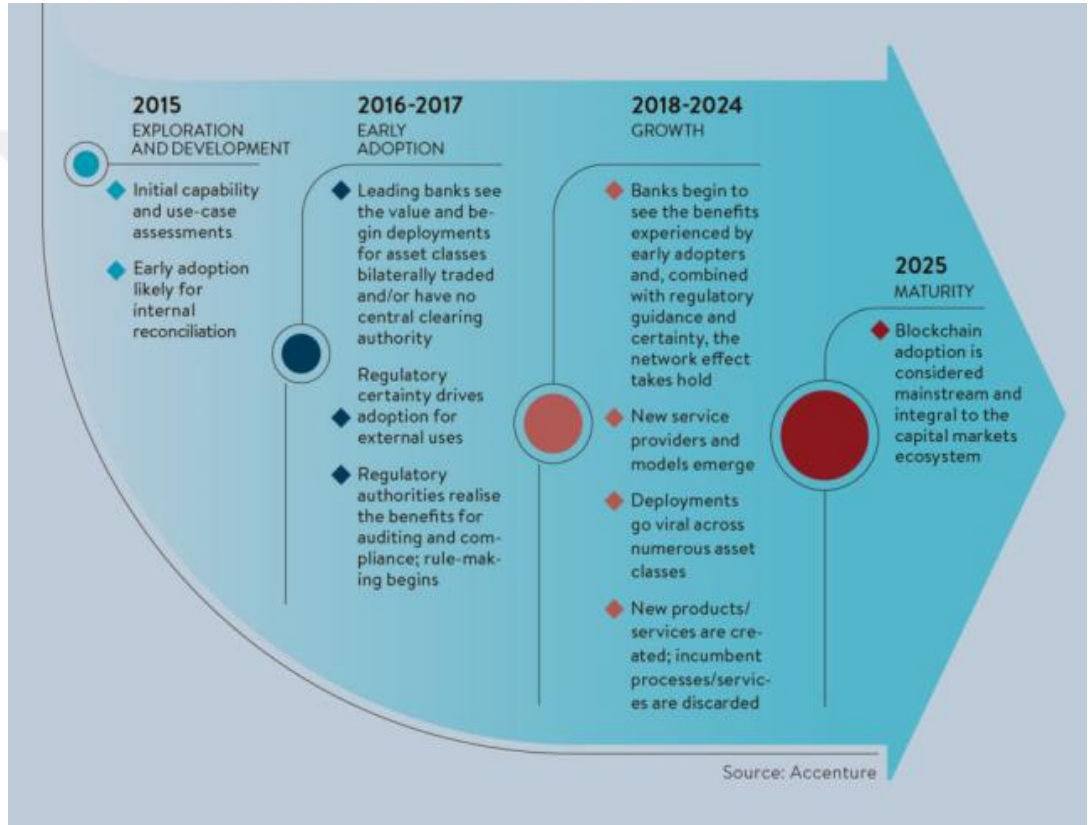 2015
EXPLORATION
AND DEVELOPMENT
Initial capability
and use-case
assessments
Early adoption
likely for
internal
reconciliation
2016-2017
EARLY
ADOPTION
Leading banks see
the value and be-
gin deployments
for asset classes
bilaterally traded
and/or have no
central clearing
authority
Regulatory
certainty drives
adoption for
external uses
Regulatory
authorities realise
the benefits for
auditing and com-
pliance; rule-mak-
ing begins
2018-2024
GROWTH
Banks begin to
see the benefits
experienced by
early adopters
and, combined
with regulatory
guidance and
certainty, the
network effect
takes hold
New service
providers and
models emerge
Deployments
go viral across
numerous asset
classes
New products/
services are cre-
ated; incumbent
processes/servic-
es are discarded
2025
MATURITY
Blockchain
adoption is
considered
mainstream and
integral to the
capital markets
ecosystem
Source: Accenture